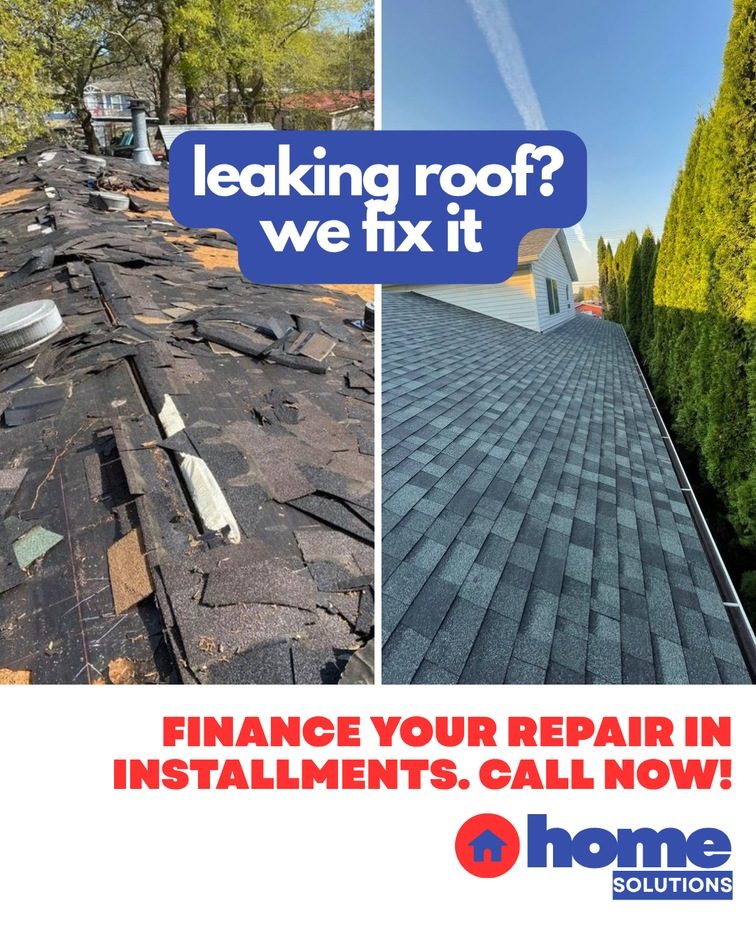 leaking roof?
we fix it
FINANCE YOUR REPAIR IN
INSTALLMENTS. CALL NOW!
home
SOLUTIONS